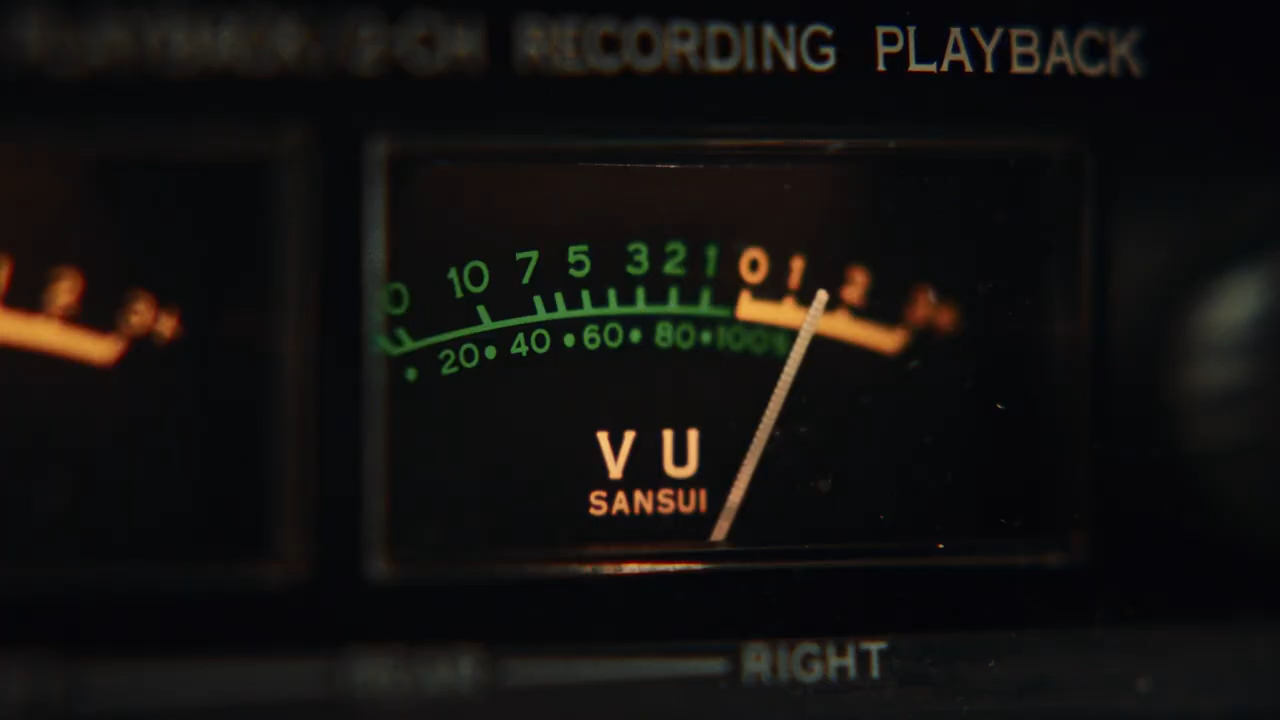 RECORDING PLAYBACK
0 10 7 5 3 2 1 0 1 2
20 • 40 • 60 • 80 • 100%
VU
SANSUI
RIGHT